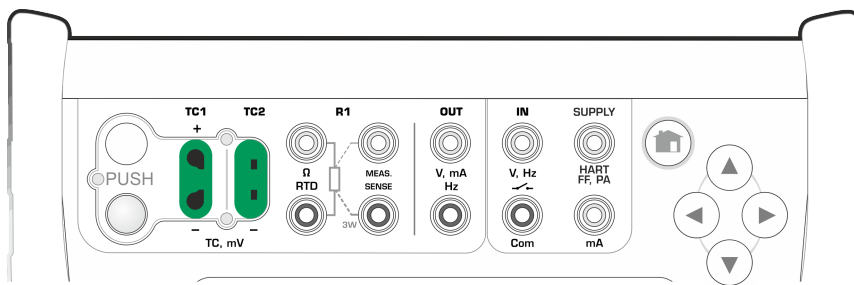 TC1 TC2 R1 OUT IN SUPPLY
+
PUSH
Ω
RTD
MEAS.
SENSE
3W
V, mA
Hz
V, Hz
HART
FF, PA
– –
TC, mV
Com
mA